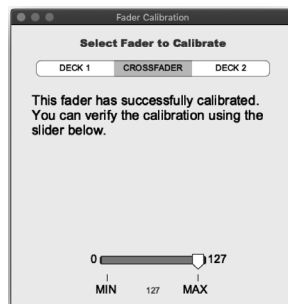 Fader Calibration
Select Fader to Calibrate
DECK 1 CROSSFADER DECK 2
This fader has successfully calibrated.
You can verify the calibration using the
slider below.
0 127
MIN 127 MAX